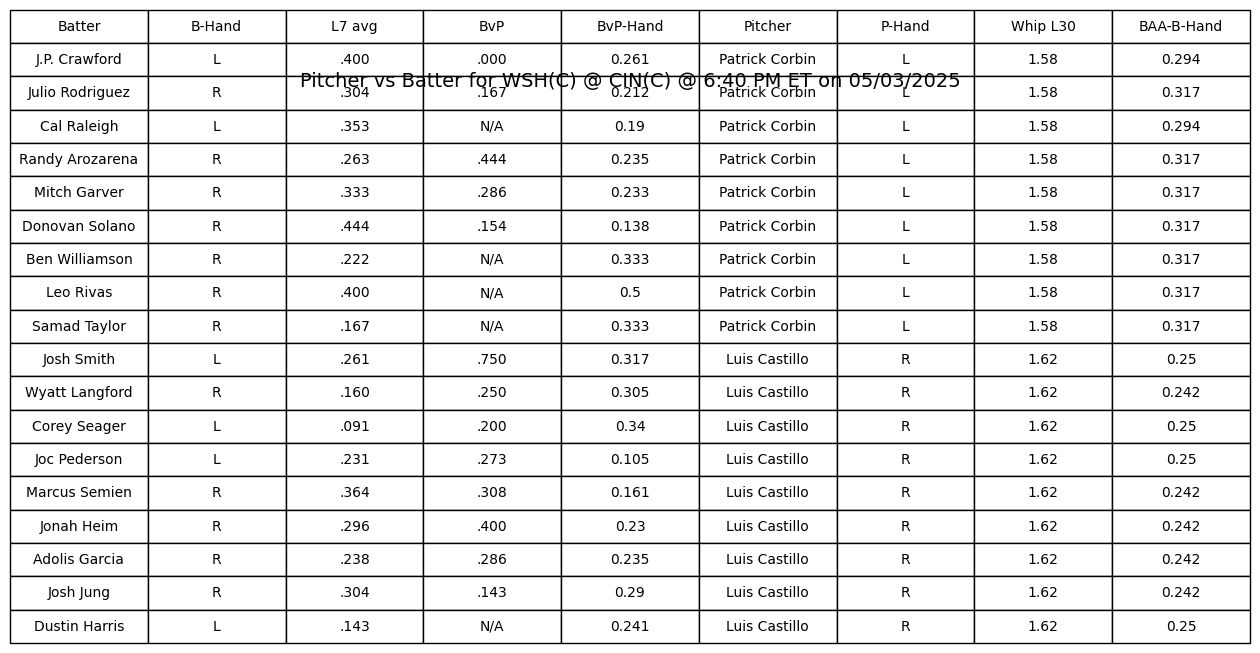 Batter B-Hand L7 avg BvP BvP-Hand Pitcher P-Hand Whip L30 BAA-B-Hand
J.P. Crawford L .400 .000 0.261 Patrick Corbin L 1.58 0.294
Pitcher vs Batter for WSH(C) @ CIN(C) @ 6:40 PM ET on 05/03/2025
Julio Rodriguez R .304 .167 0.212 Patrick Corbin L 1.58 0.317
Cal Raleigh L .353 N/A 0.19 Patrick Corbin L 1.58 0.294
Randy Arozarena R .263 .444 0.235 Patrick Corbin L 1.58 0.317
Mitch Garver R .333 .286 0.233 Patrick Corbin L 1.58 0.317
Donovan Solano R .444 .154 0.138 Patrick Corbin L 1.58 0.317
Ben Williamson R .222 N/A 0.333 Patrick Corbin L 1.58 0.317
Leo Rivas R .400 N/A 0.5 Patrick Corbin L 1.58 0.317
Samad Taylor R .167 N/A 0.333 Patrick Corbin L 1.58 0.317
Josh Smith L .261 .750 0.317 Luis Castillo R 1.62 0.25
Wyatt Langford R .160 .250 0.305 Luis Castillo R 1.62 0.242
Corey Seager L .091 .200 0.34 Luis Castillo R 1.62 0.25
Joc Pederson L .231 .273 0.105 Luis Castillo R 1.62 0.25
Marcus Semien R .364 .308 0.161 Luis Castillo R 1.62 0.242
Jonah Heim R .296 .400 0.23 Luis Castillo R 1.62 0.242
Adolis Garcia R .238 .286 0.235 Luis Castillo R 1.62 0.242
Josh Jung R .304 .143 0.29 Luis Castillo R 1.62 0.242
Dustin Harris L .143 N/A 0.241 Luis Castillo R 1.62 0.25